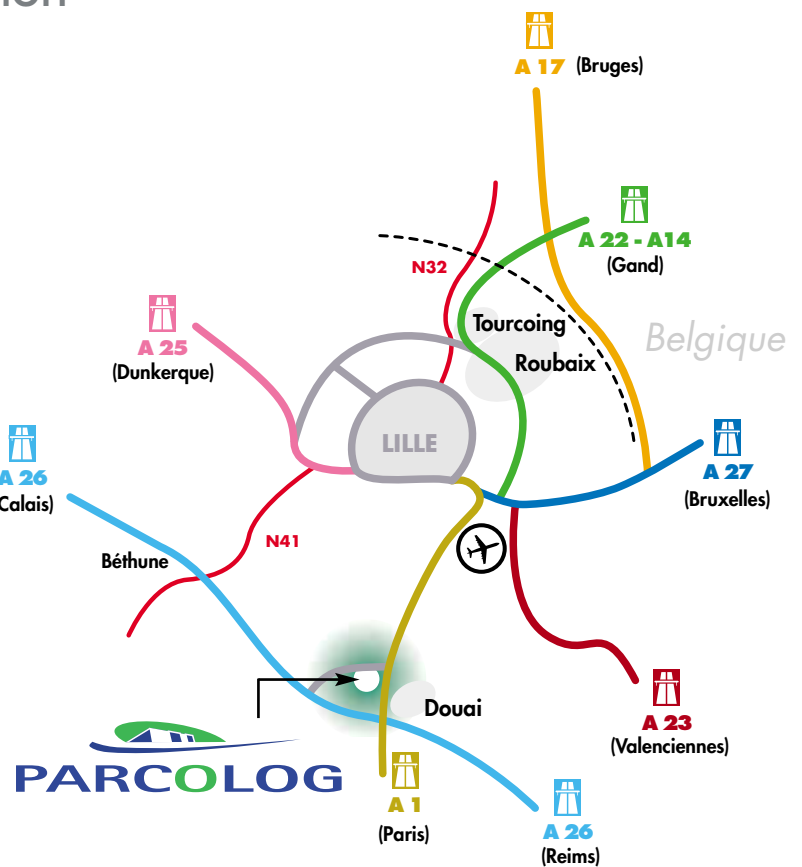 A 17 (Bruges)
A 22 - A14
(Gand)
N32
Tourcoing
Belgique
A 25
(Dunkerque)
Roubaix
LILLE
A 26
Calais)
A 27
(Bruxelles)
N41
Béthune
Douai
A 23
(Valenciennes)
PARCOLOG
A 1
(Paris)
A 26
(Reims)